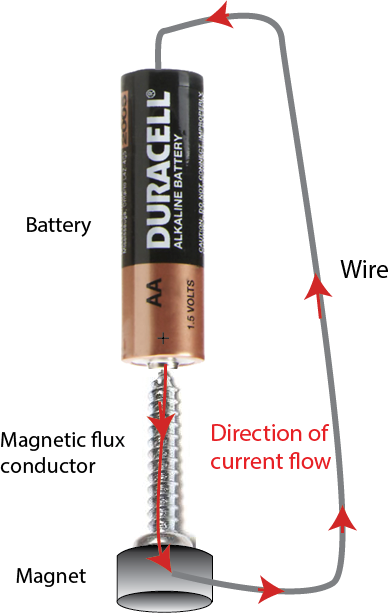 DURACELL®
ALKALINE BATTERY
Battery
AA
1.5 VOLTS
+
Wire
Magnetic flux
conductor
Direction of
current flow
Magnet